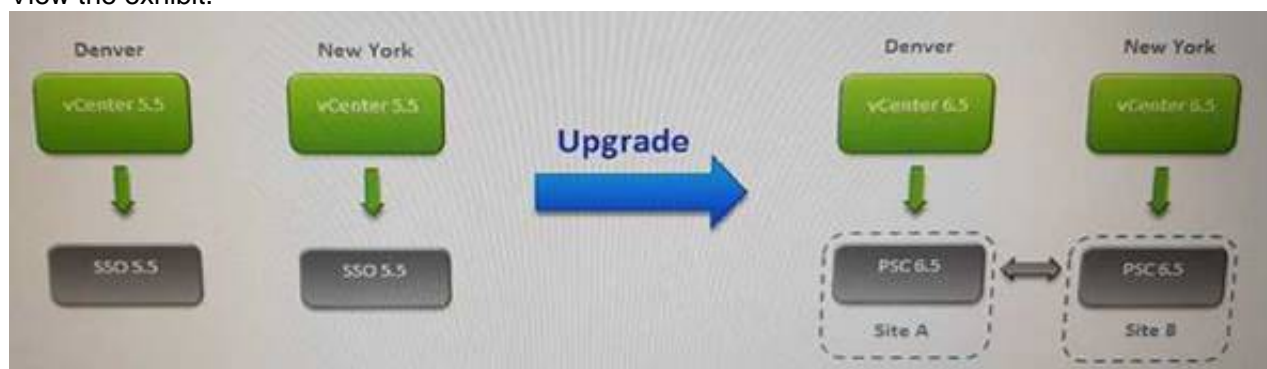 View the exhibit.
Denver
New York
vCenter 5.5
vCenter 5.5
SSO 5.5
SSO 5.5
Upgrade
Denver
New York
vCenter 6.5
vCenter 6.5
PSC 6.5
PSC 6.5
Site A
Site B